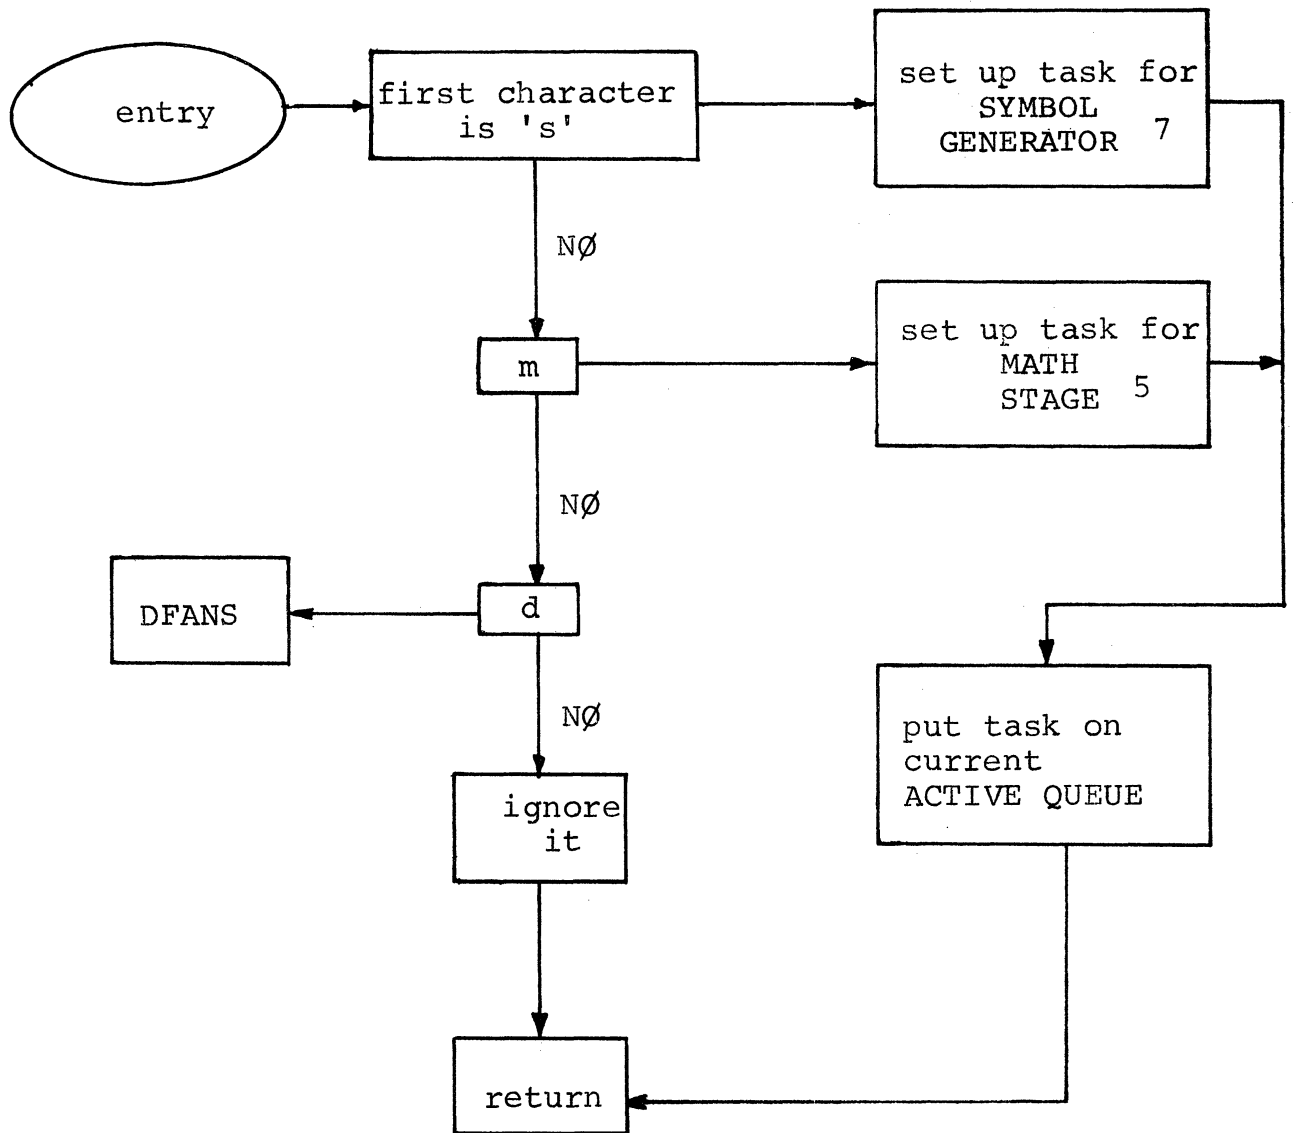 entry
first character
is 's'
set up task for
SYMBOL
GENERATOR 7
NØ
m
set up task for
MATH
STAGE 5
NØ
DFANS
d
NØ
put task on
current
ACTIVE QUEUE
ignore
it
return